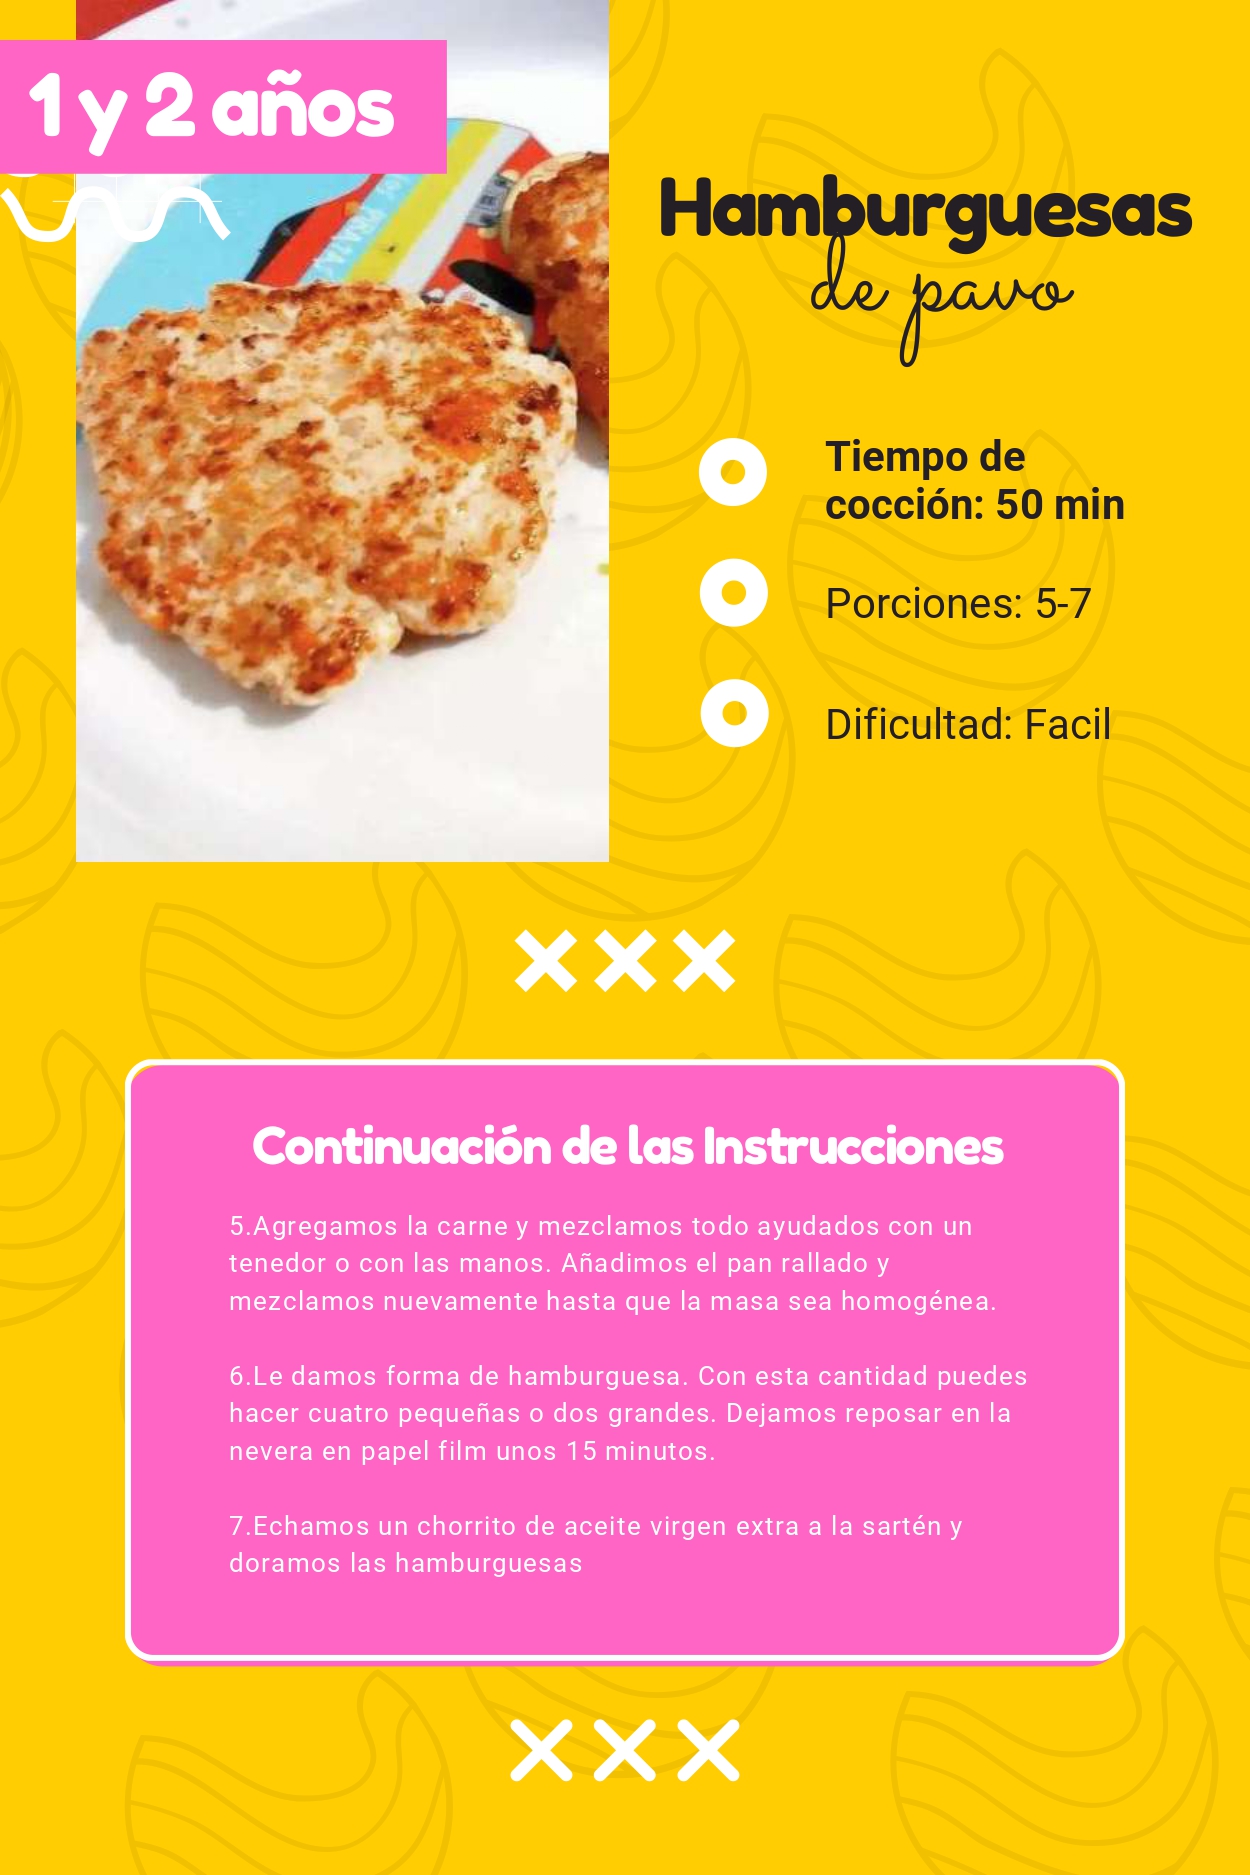 1 y 2 años
Hamburguesas
de pavo
Tiempo de
cocción: 50 min
Porciones: 5-7
Dificultad: Facil
Continuación de las Instrucciones
5.Agregamos la carne y mezclamos todo ayudados con un
tenedor o con las manos. Añadimos el pan rallado y
mezclamos nuevamente hasta que la masa sea homogénea.
6.Le damos forma de hamburguesa. Con esta cantidad puedes
hacer cuatro pequeñas o dos grandes. Dejamos reposar en la
nevera en papel film unos 15 minutos.
7.Echamos un chorrito de aceite virgen extra a la sartén y
doramos las hamburguesas